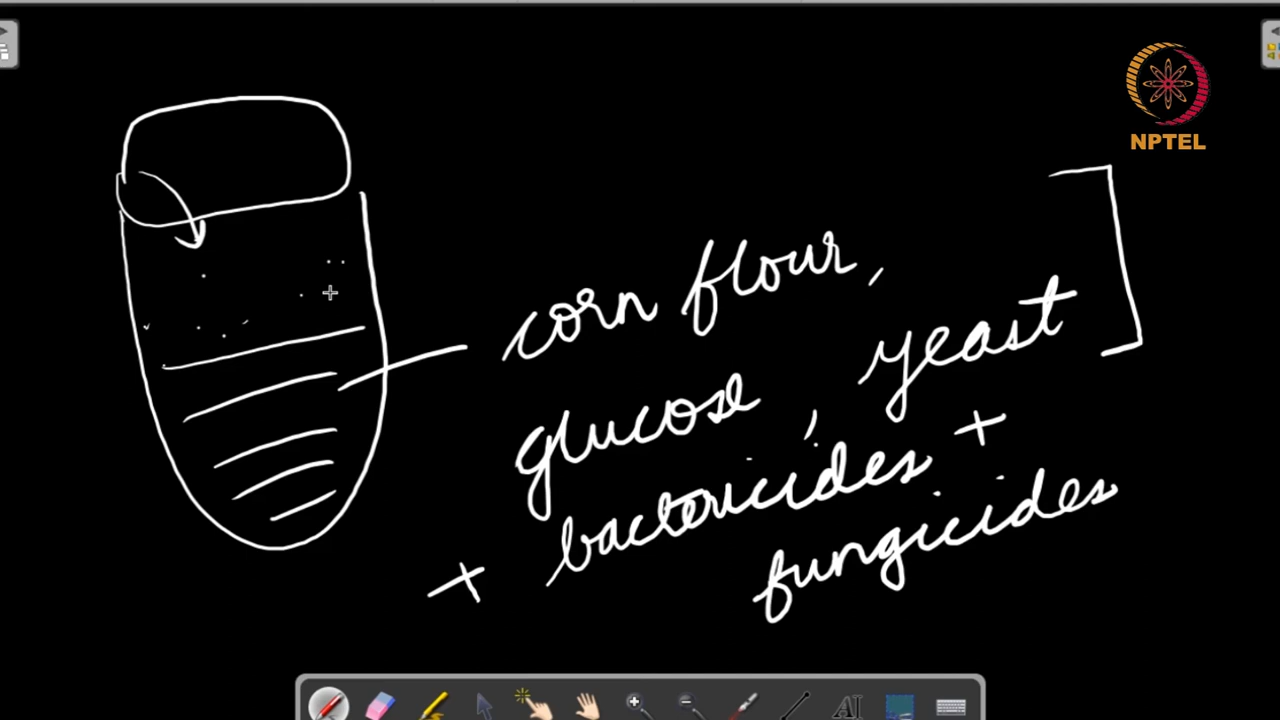 NPTEL
corn flour,
glucose, yeast
+ bactericides +
fungicides